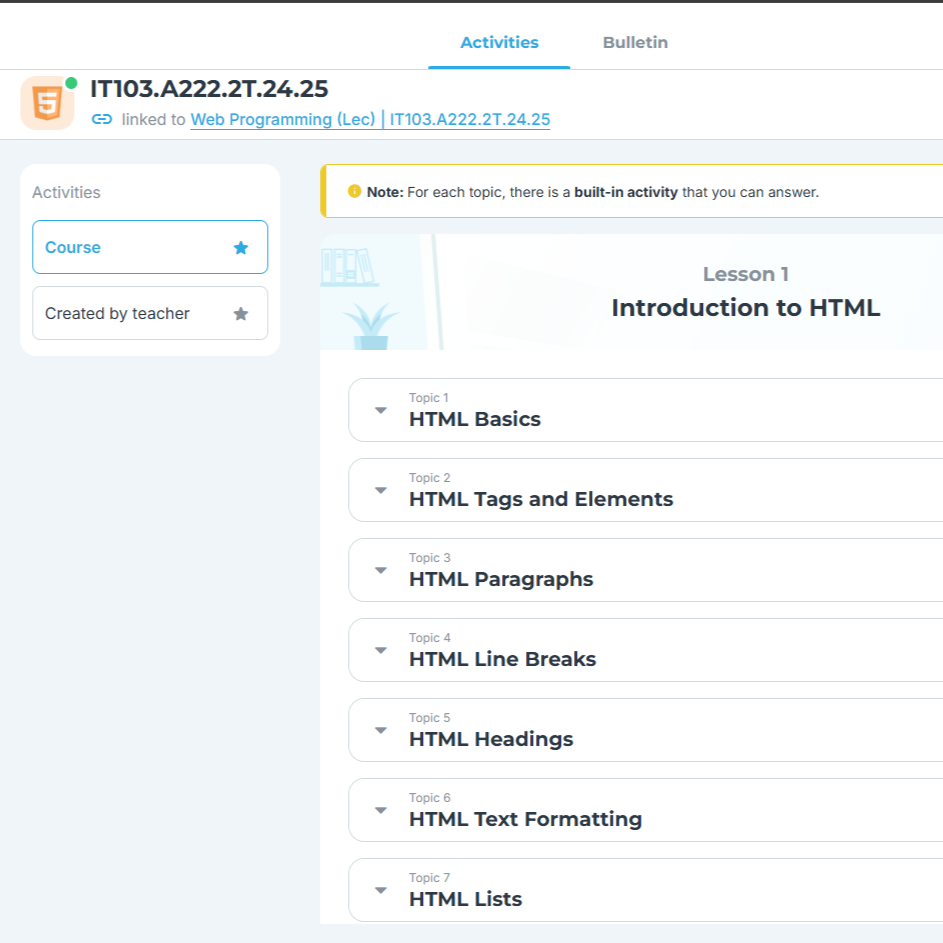 Activities Bulletin
IT103.A222.2T.24.25
linked to Web Programming (Lec) | IT103.A222.2T.24.25
Activities
Course
Created by teacher
Note: For each topic, there is a built-in activity that you can answer.
Lesson 1
Introduction to HTML
Topic 1
HTML Basics
Topic 2
HTML Tags and Elements
Topic 3
HTML Paragraphs
Topic 4
HTML Line Breaks
Topic 5
HTML Headings
Topic 6
HTML Text Formatting
Topic 7
HTML Lists